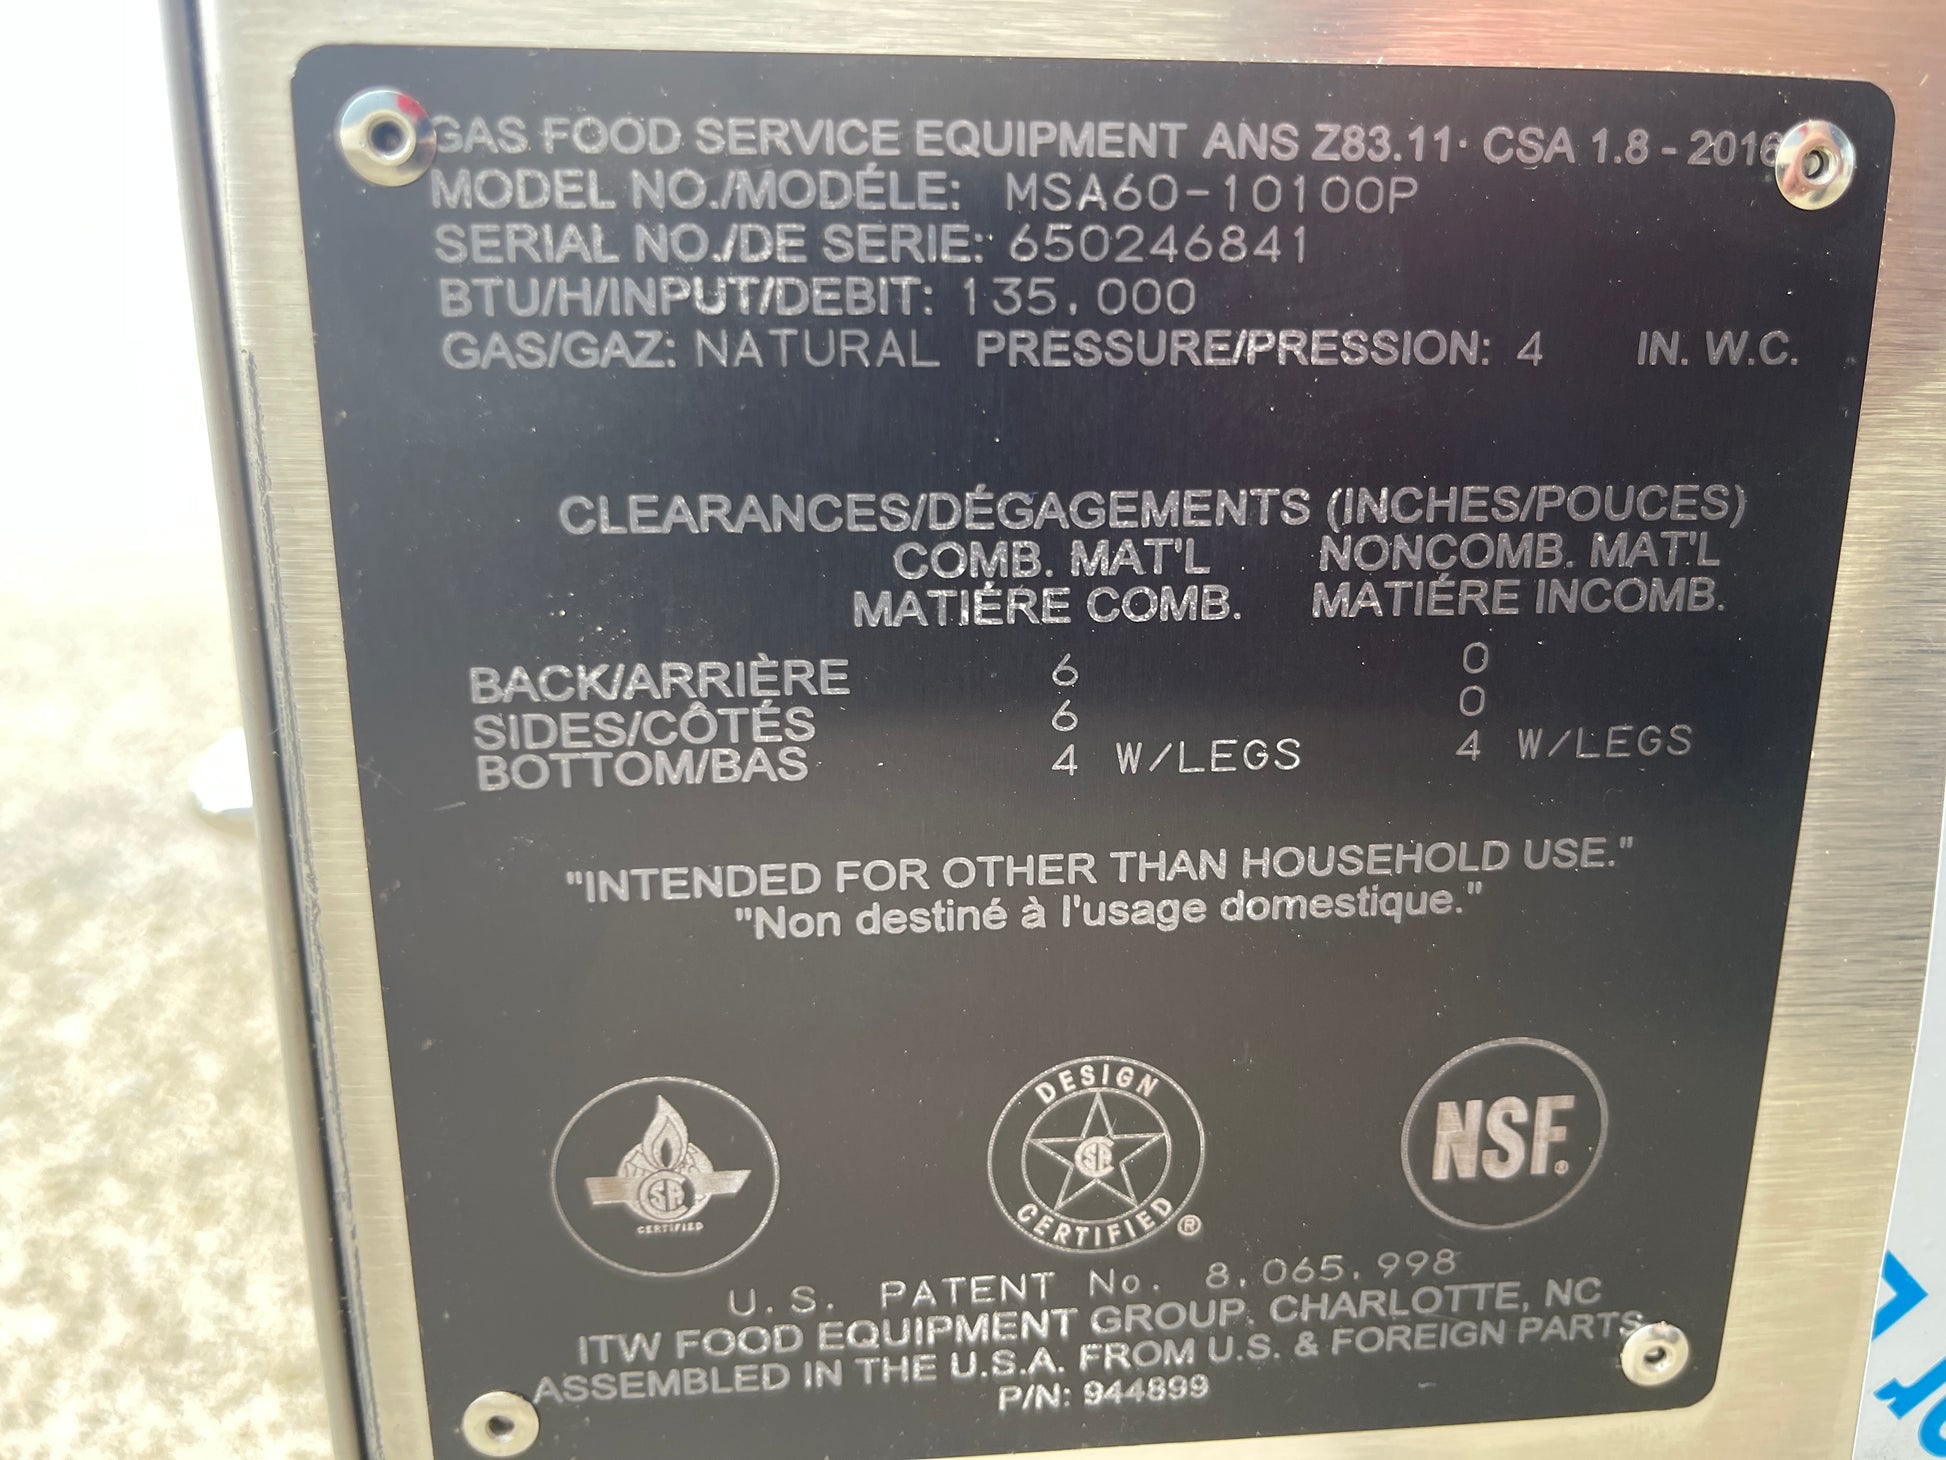 GAS FOOD SERVICE EQUIPMENT ANS Z83.11· CSA 1.8 - 2016
MODEL NO./MODÉLE: MSA60-10100P
SERIAL NO./DE SERIE: 650246841
BTU/H/INPUT/DEBIT: 135,000
GAS/GAZ: NATURAL PRESSURE/PRESSION: 4 IN. W.C.
CLEARANCES/DÉGAGEMENTS (INCHES/POUCES)
COMB. MAT'L NONCOMB. MAT'L
MATIÉRE COMB. MATIÉRE INCOMB.
BACK/ARRIÈRE 6 0
SIDES/CÔTÉS 6 0
BOTTOM/BAS 4 W/LEGS 4 W/LEGS
"INTENDED FOR OTHER THAN HOUSEHOLD USE."
"Non destiné à l'usage domestique."
SA CERTIFIED
DESIGN SA CERTIFIED ®
NSF®
U.S. PATENT No. 8,065,998
ITW FOOD EQUIPMENT GROUP, CHARLOTTE, NC
ASSEMBLED IN THE U.S.A. FROM U.S. & FOREIGN PARTS
P/N: 944899